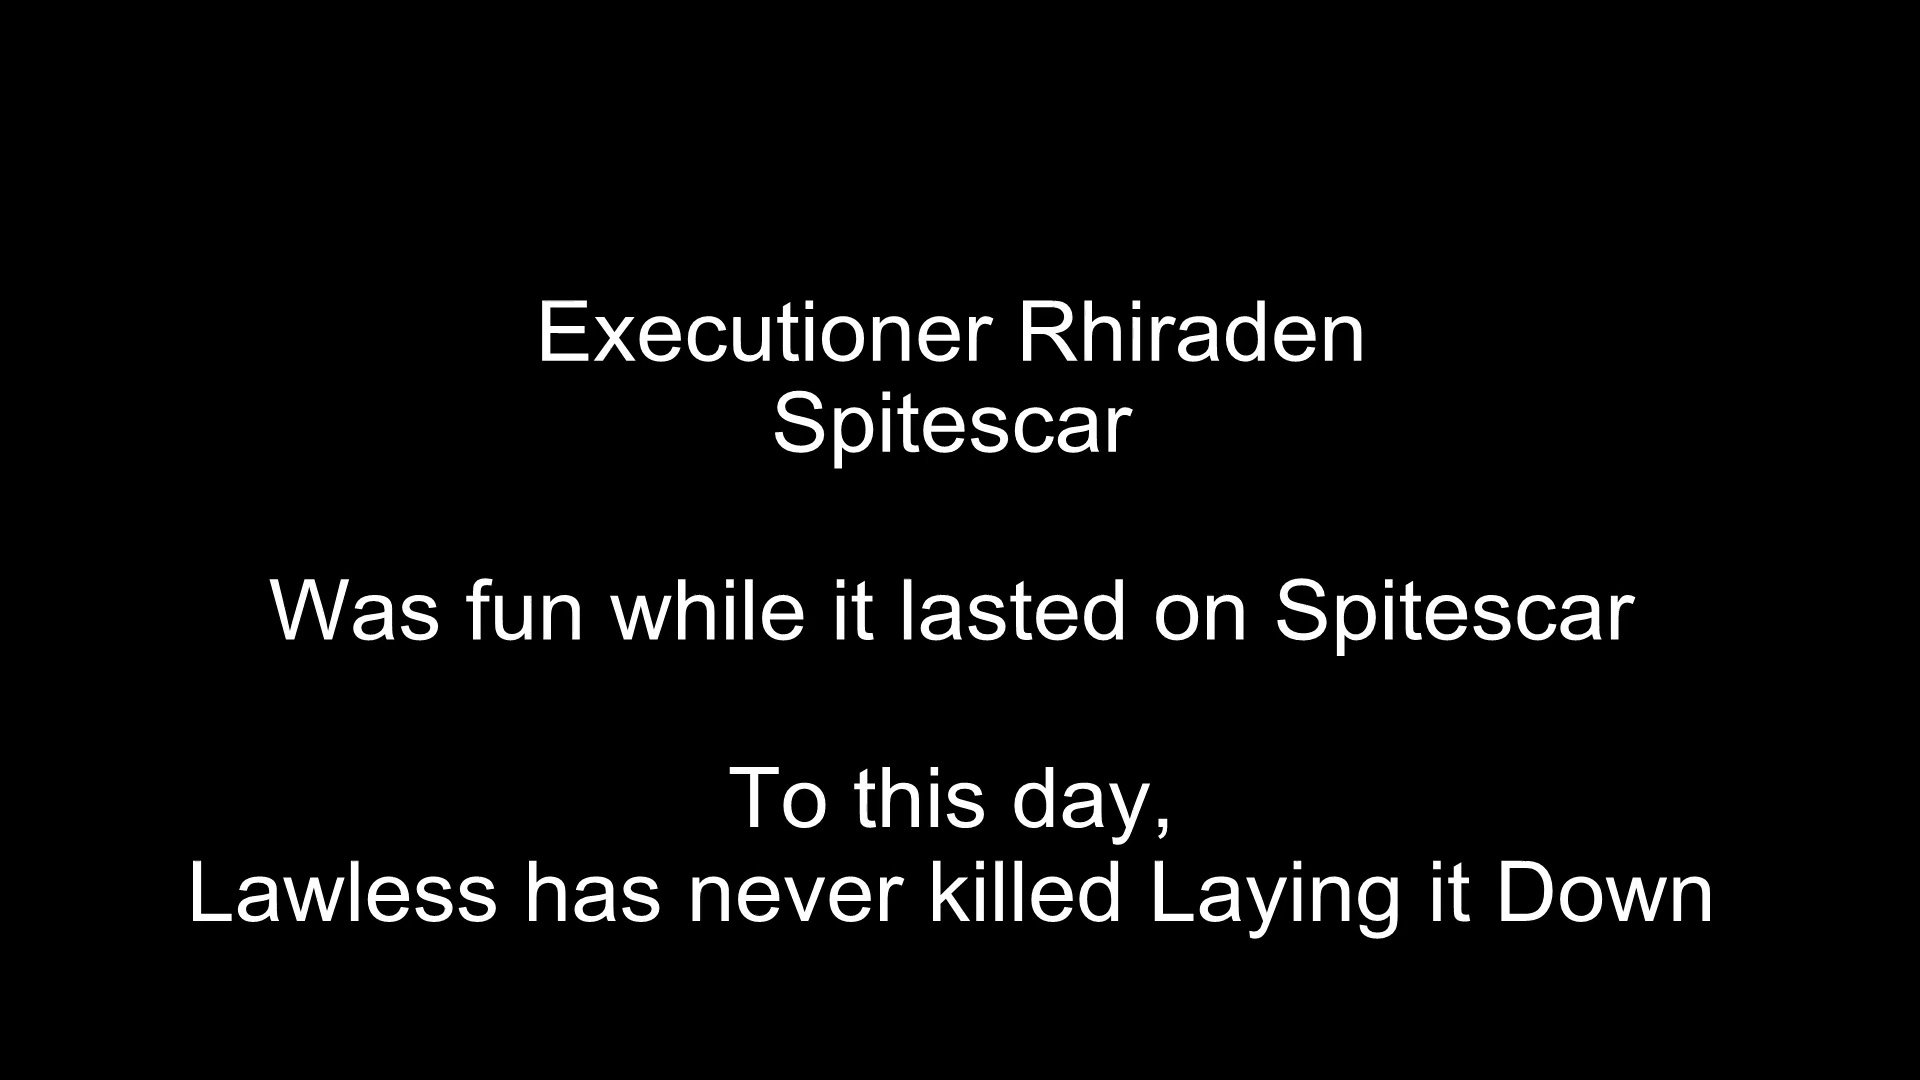 Executioner Rhiraden
Spitescar
Was fun while it lasted on Spitescar
To this day,
Lawless has never killed Laying it Down